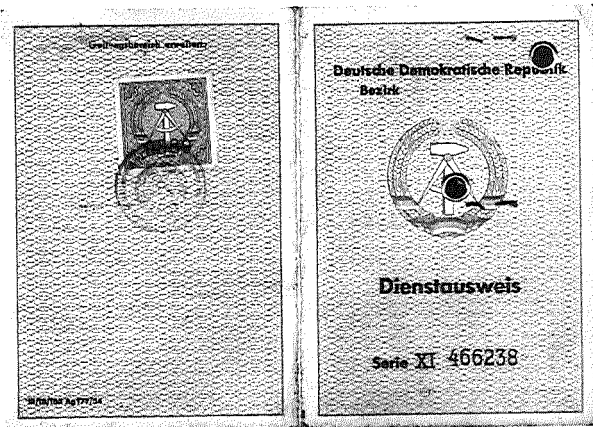 Geltungsbereich erweitert:
Deutsche Demokratische Republik
Bezirk
Dienstausweis
Serie XI 466238